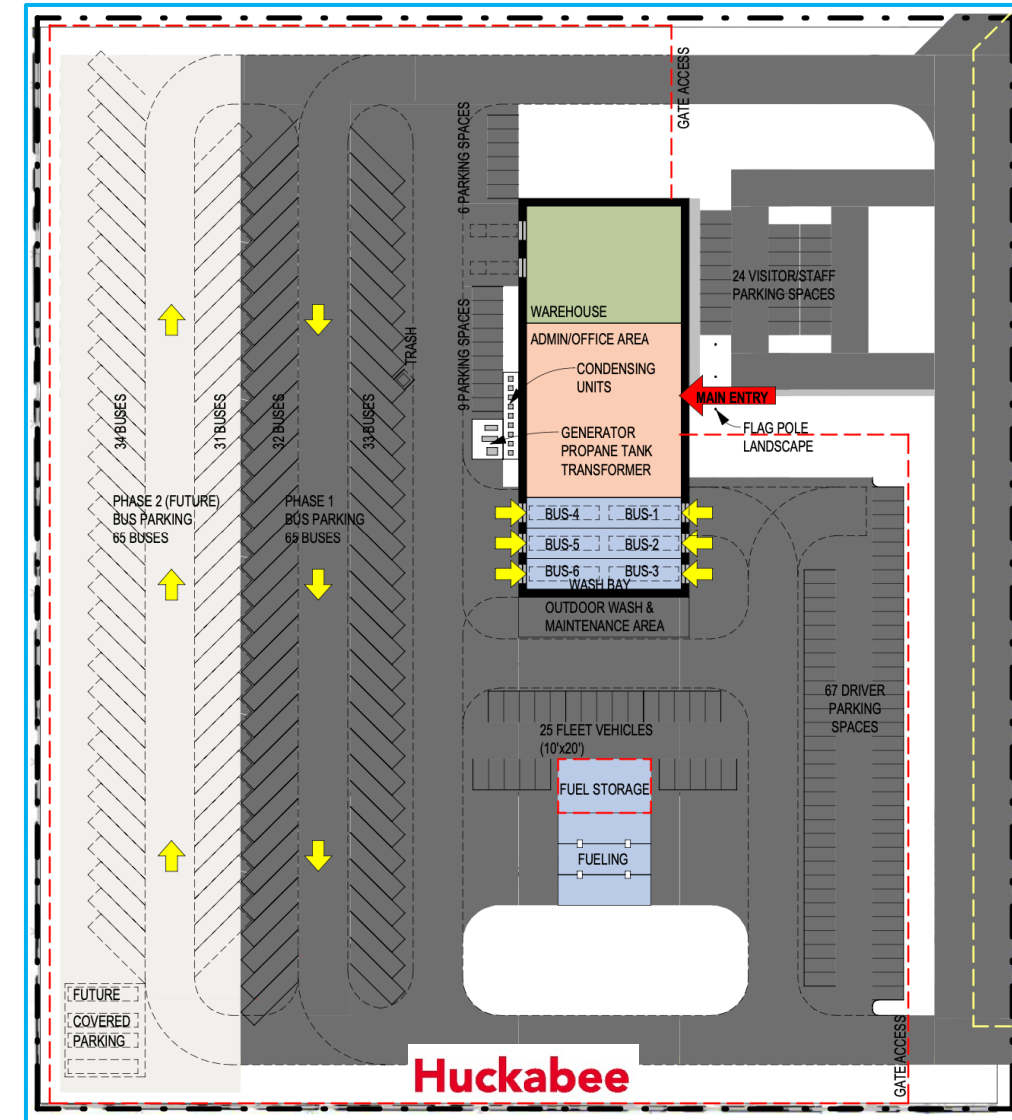 GATE ACCESS
6 PARKING SPACES
24 VISITOR/STAFF
PARKING SPACES
WAREHOUSE
ADMIN/OFFICE AREA
9 PARKING SPACES
TRASH
CONDENSING
UNITS
MAIN ENTRY
34 BUSES
31 BUSES
32 BUSES
33 BUSES
GENERATOR
PROPANE TANK
TRANSFORMER
FLAG POLE
LANDSCAPE
PHASE 2 (FUTURE)
BUS PARKING
65 BUSES
PHASE 1
BUS PARKING
65 BUSES
BUS-4 BUS-1
BUS-5 BUS-2
BUS-6 BUS-3
WASH BAY
OUTDOOR WASH &
MAINTENANCE AREA
67 DRIVER
PARKING
SPACES
25 FLEET VEHICLES
(10'x20')
FUEL STORAGE
FUELING
FUTURE
COVERED
PARKING
GATE ACCESS
Huckabee